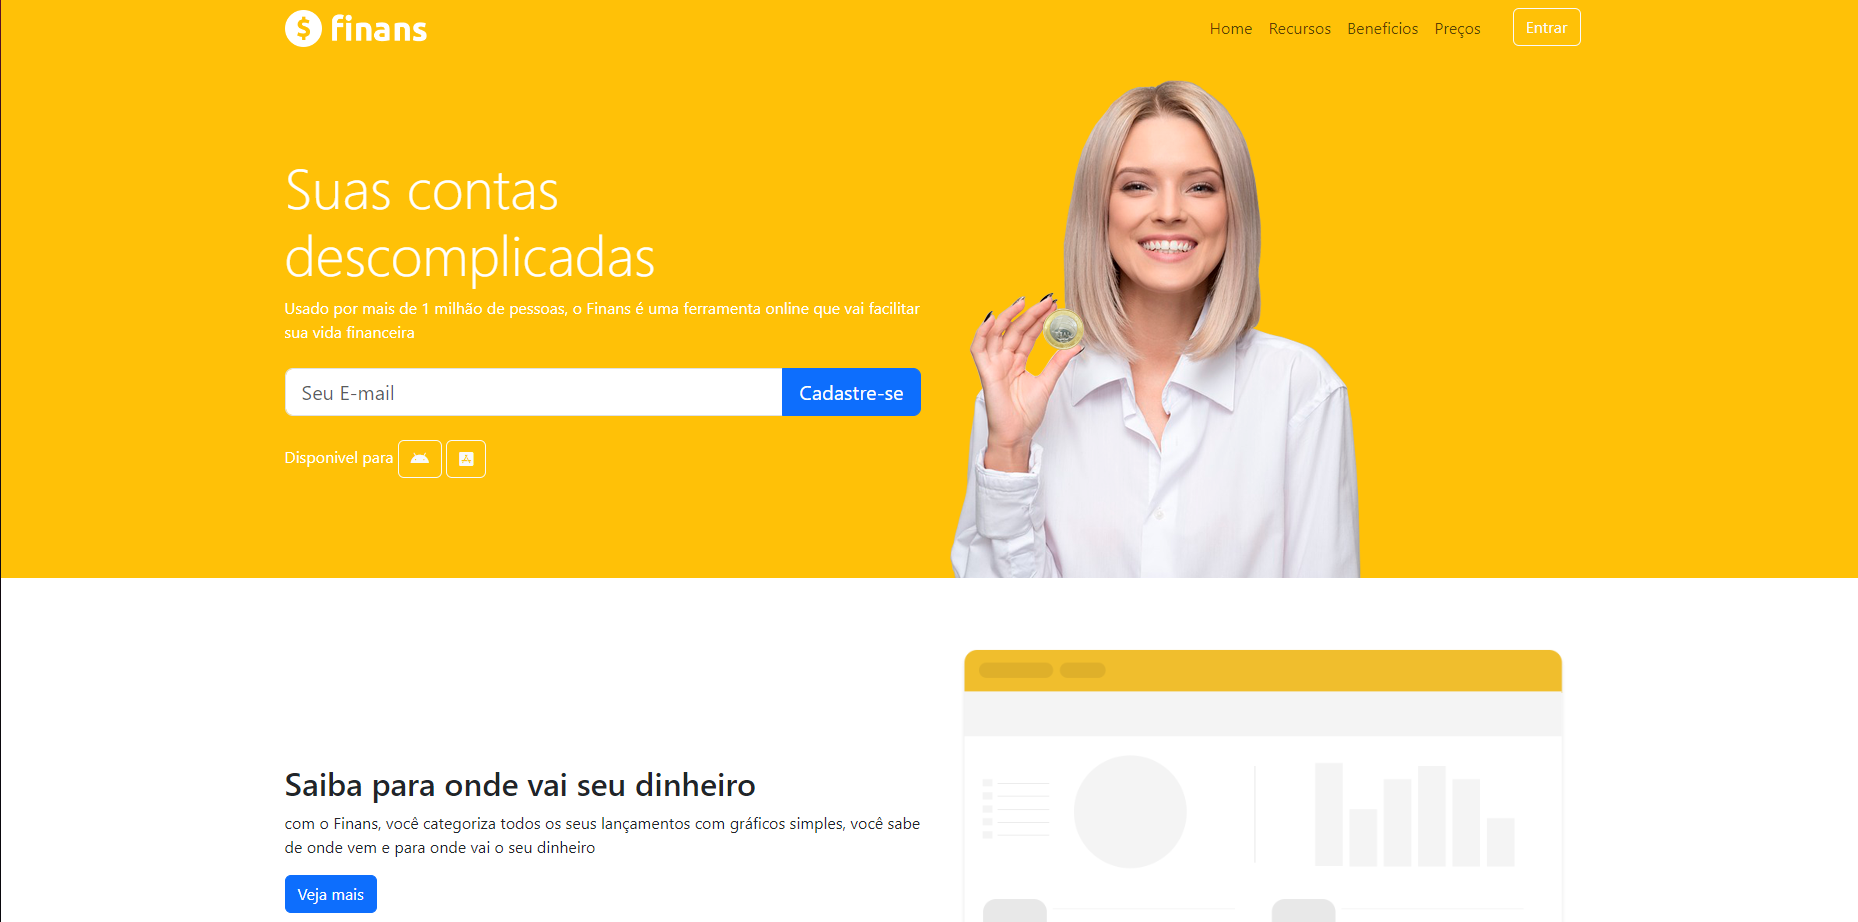 finans
Home Recursos Beneficios Preços Entrar
Suas contas
descomplicadas
Usado por mais de 1 milhão de pessoas, o Finans é uma ferramenta online que vai facilitar
sua vida financeira
Seu E-mail Cadastre-se
Disponivel para
Saiba para onde vai seu dinheiro
com o Finans, você categoriza todos os seus lançamentos com gráficos simples, você sabe
de onde vem e para onde vai o seu dinheiro
Veja mais